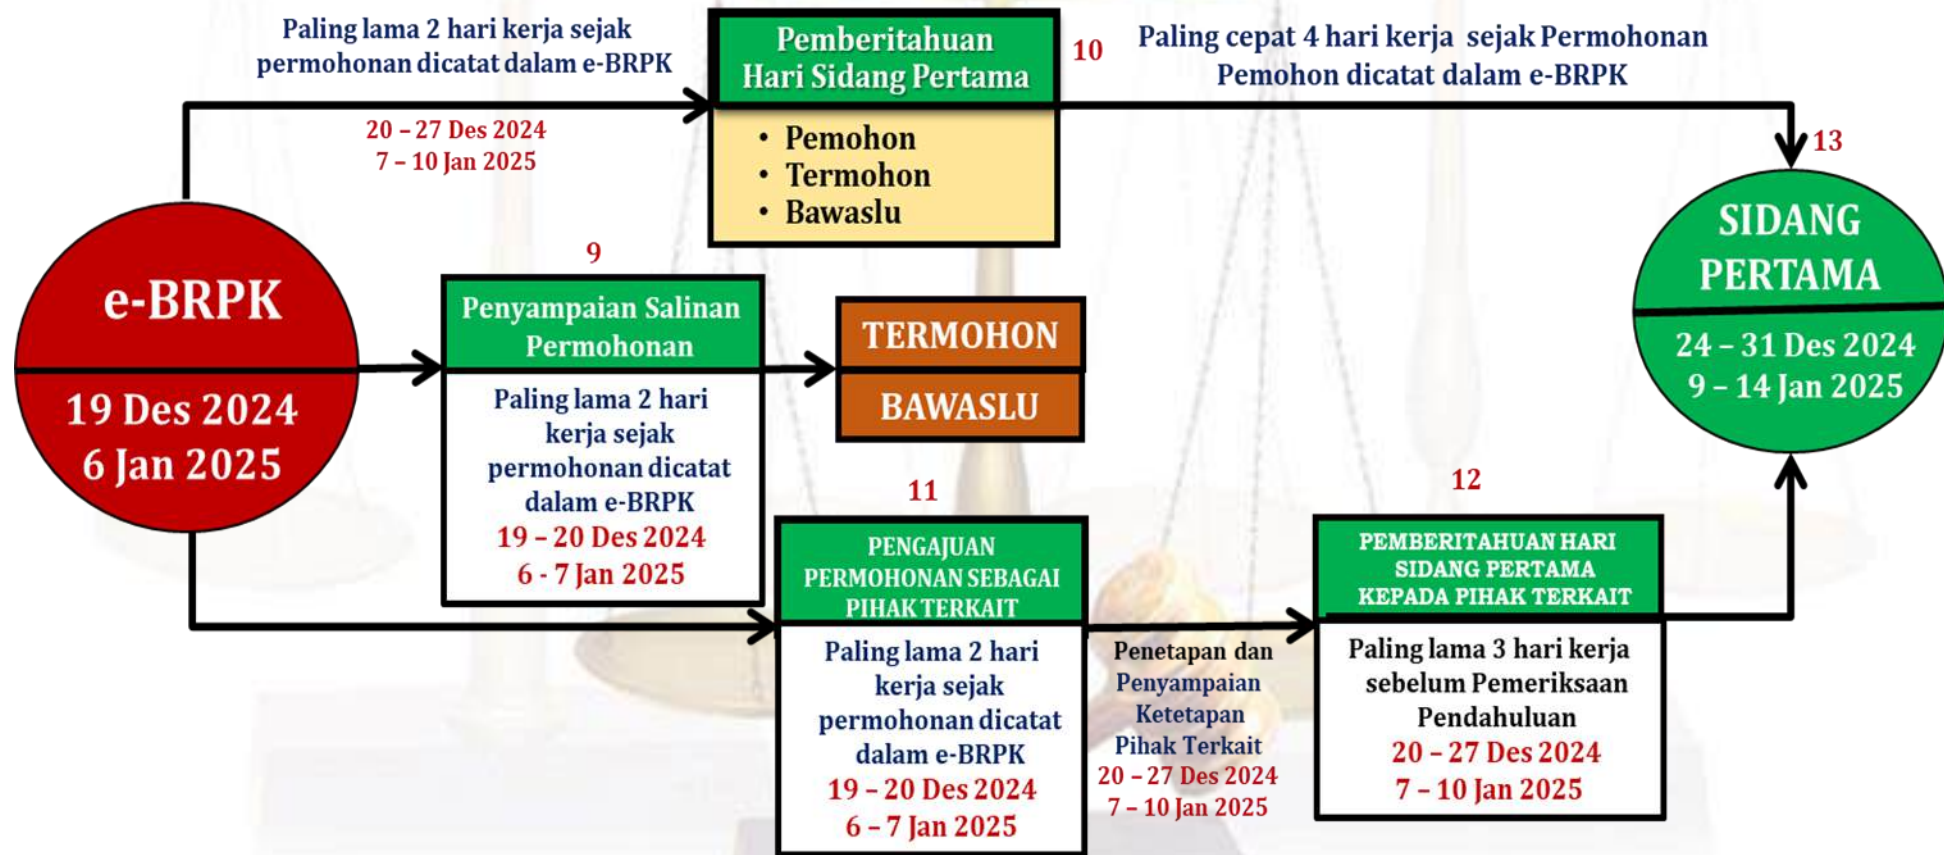 Paling lama 2 hari kerja sejak
permohonan dicatat dalam e-BRPK
20 – 27 Des 2024
7 – 10 Jan 2025
Pemberitahuan
Hari Sidang Pertama
• Pemohon
• Termohon
• Bawaslu
10
Paling cepat 4 hari kerja sejak Permohonan
Pemohon dicatat dalam e-BRPK
13
SIDANG
PERTAMA
24 – 31 Des 2024
9 – 14 Jan 2025
e-BRPK
19 Des 2024
6 Jan 2025
9
Penyampaian Salinan
Permohonan
Paling lama 2 hari
kerja sejak
permohonan dicatat
dalam e-BRPK
19 – 20 Des 2024
6 - 7 Jan 2025
TERMOHON
BAWASLU
11
PENGAJUAN
PERMOHONAN SEBAGAI
PIHAK TERKAIT
Paling lama 2 hari
kerja sejak
permohonan dicatat
dalam e-BRPK
19 – 20 Des 2024
6 – 7 Jan 2025
Penetapan dan
Penyampaian
Ketetapan
Pihak Terkait
20 – 27 Des 2024
7 – 10 Jan 2025
12
PEMBERITAHUAN HARI
SIDANG PERTAMA
KEPADA PIHAK TERKAIT
Paling lama 3 hari kerja
sebelum Pemeriksaan
Pendahuluan
20 – 27 Des 2024
7 – 10 Jan 2025